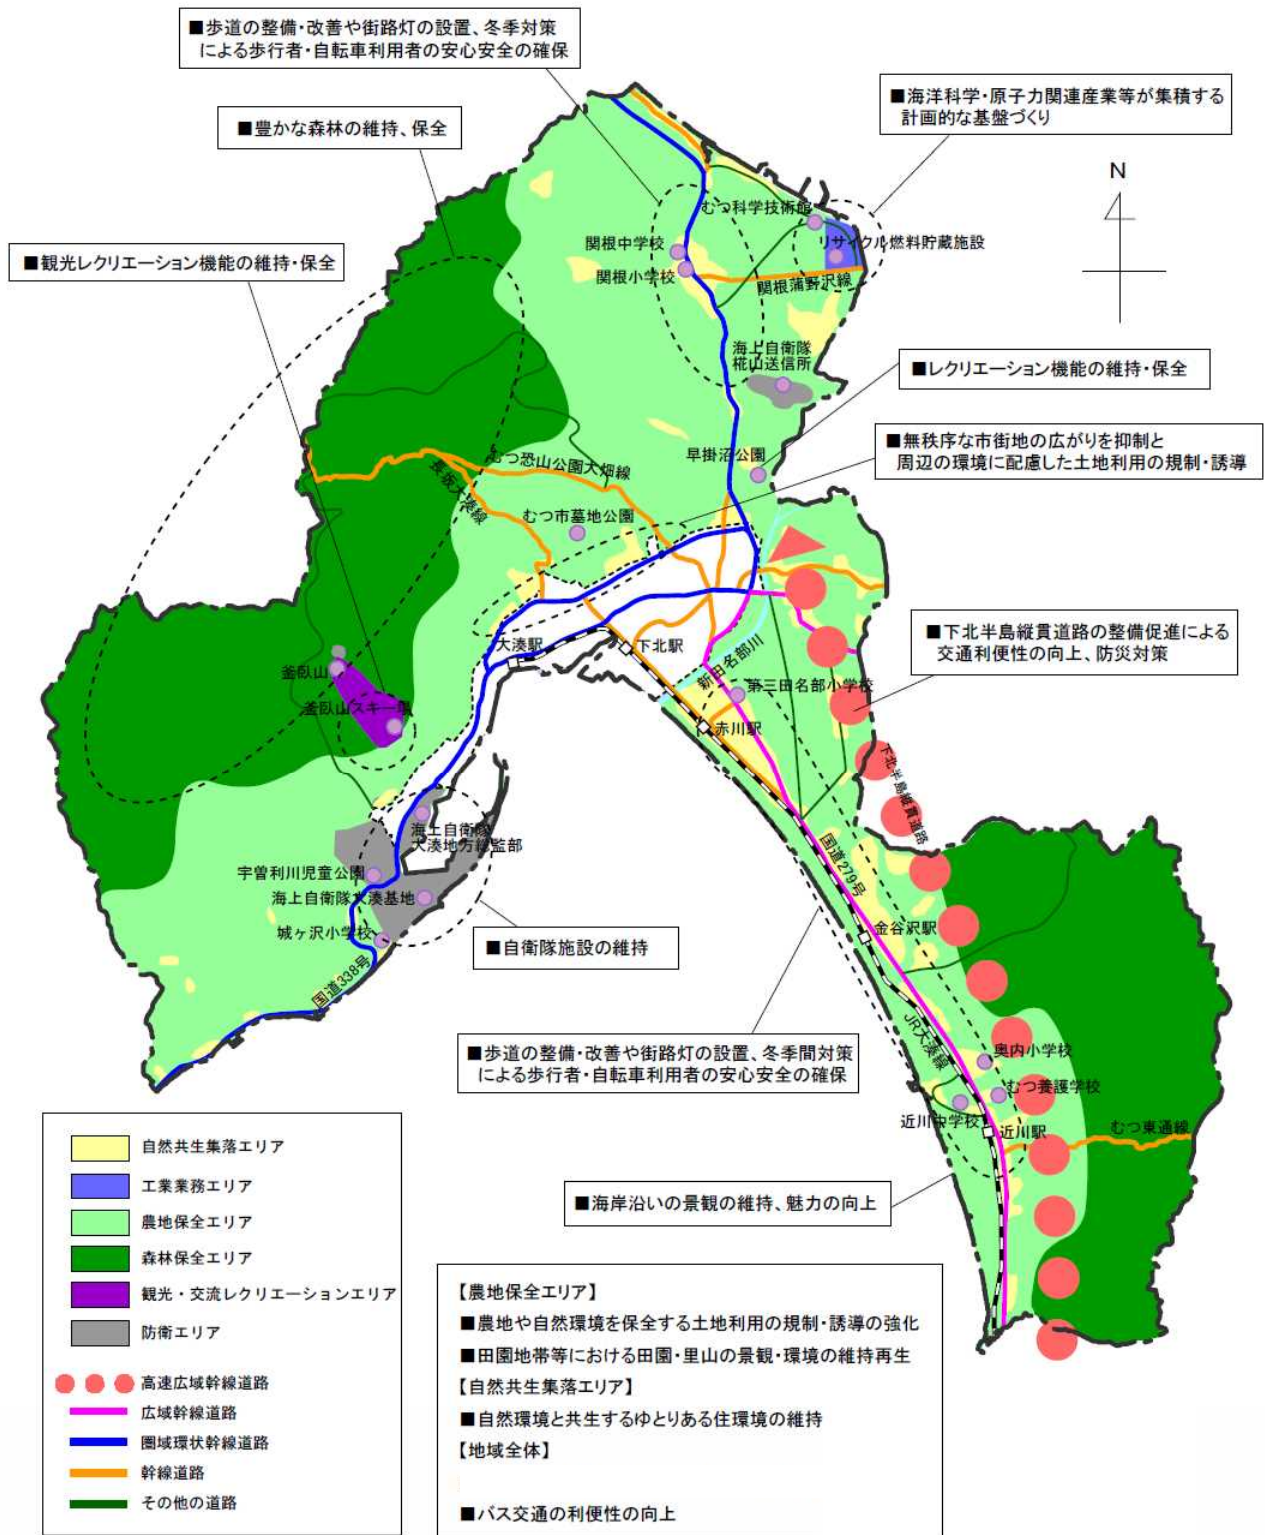 ■歩道の整備・改善や街路灯の設置、冬季対策
による歩行者・自転車利用者の安心安全の確保
■豊かな森林の維持、保全
■海洋科学・原子力関連産業等が集積する
計画的な基盤づくり
N
■観光レクリエーション機能の維持・保全
むつ科学技術館
関根中学校
リサイクル燃料貯蔵施設
関根小学校
関根蒲野沢線
海上自衛隊
椛山送信所
■レクリエーション機能の維持・保全
■無秩序な市街地の広がりを抑制と
周辺の環境に配慮した土地利用の規制・誘導
早掛沼公園
むつ恐山公園大畑線
長坂大湊線
むつ市墓地公園
■下北半島縦貫道路の整備促進による
交通利便性の向上、防災対策
大湊駅
下北駅
新田名部川
釜臥山
第三田名部小学校
釜臥山スキー場
赤川駅
下北半島縦貫道路
海上自衛隊
大湊地方総監部
国道279号
宇曽利川児童公園
海上自衛隊大湊基地
城ヶ沢小学校
金谷沢駅
■自衛隊施設の維持
国道338号
JR大湊線
■歩道の整備・改善や街路灯の設置、冬季間対策
による歩行者・自転車利用者の安心安全の確保
奥内小学校
むつ養護学校
近川中学校
近川駅
むつ東通線
■海岸沿いの景観の維持、魅力の向上
自然共生集落エリア
工業業務エリア
農地保全エリア
森林保全エリア
観光・交流レクリエーションエリア
防衛エリア
高速広域幹線道路
広域幹線道路
圏域環状幹線道路
幹線道路
その他の道路
【農地保全エリア】
■農地や自然環境を保全する土地利用の規制・誘導の強化
■田園地帯等における田園・里山の景観・環境の維持再生
【自然共生集落エリア】
■自然環境と共生するゆとりある住環境の維持
【地域全体】
■バス交通の利便性の向上